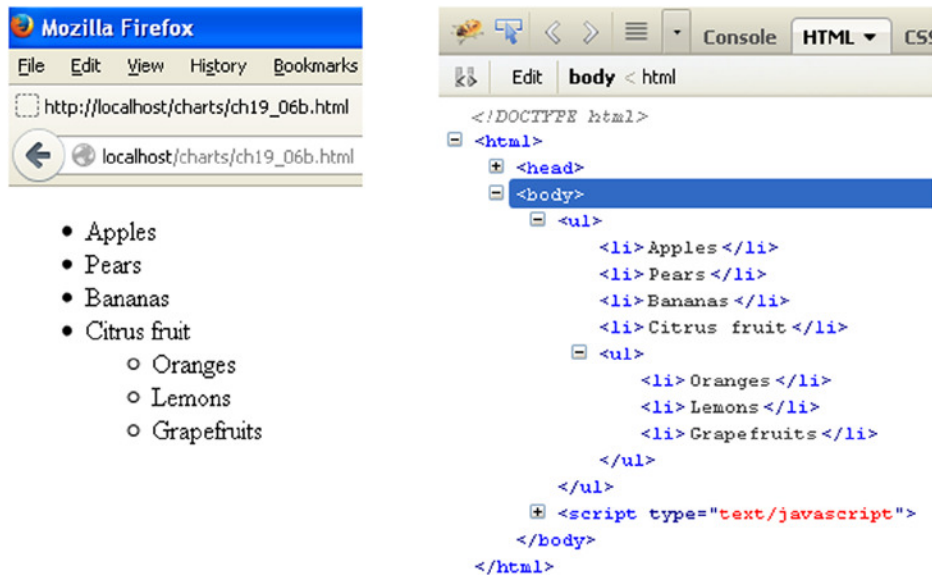 Mozilla Firefox
File Edit View History Bookmarks
http://localhost/charts/ch19_06b.html
localhost/charts/ch19_06b.html
Apples
Pears
Bananas
Citrus fruit
Oranges
Lemons
Grapefruits
Console HTML CSS
Edit body < html
<!DOCTYPE html>
<html>
<head>
<body>
<ul>
<li>Apples</li>
<li>Pears</li>
<li>Bananas</li>
<li>Citrus fruit</li>
<ul>
<li>Oranges</li>
<li>Lemons</li>
<li>Grapefruits</li>
</ul>
</ul>
<script type="text/javascript">
</body>
</html>